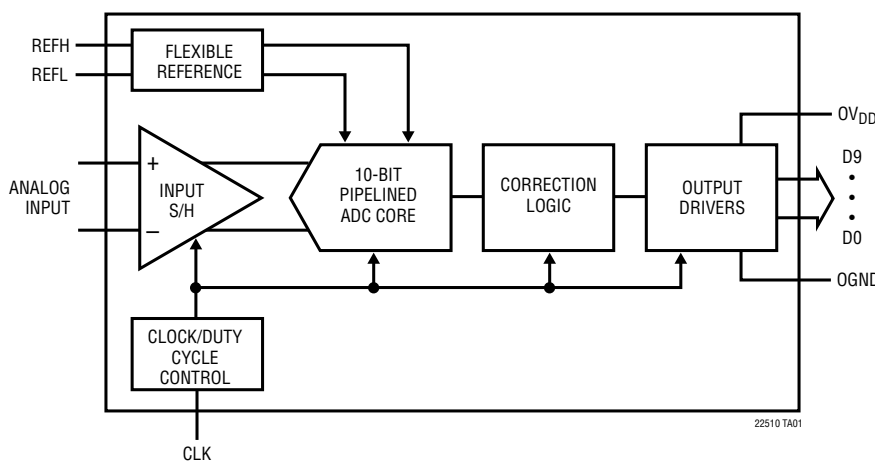 REFH
REFL
FLEXIBLE
REFERENCE
ANALOG
INPUT
+
−
INPUT
S/H
10-BIT
PIPELINED
ADC CORE
CORRECTION
LOGIC
OUTPUT
DRIVERS
OVDD
D9
•
•
•
D0
OGND
CLOCK/DUTY
CYCLE
CONTROL
CLK
22510 TA01